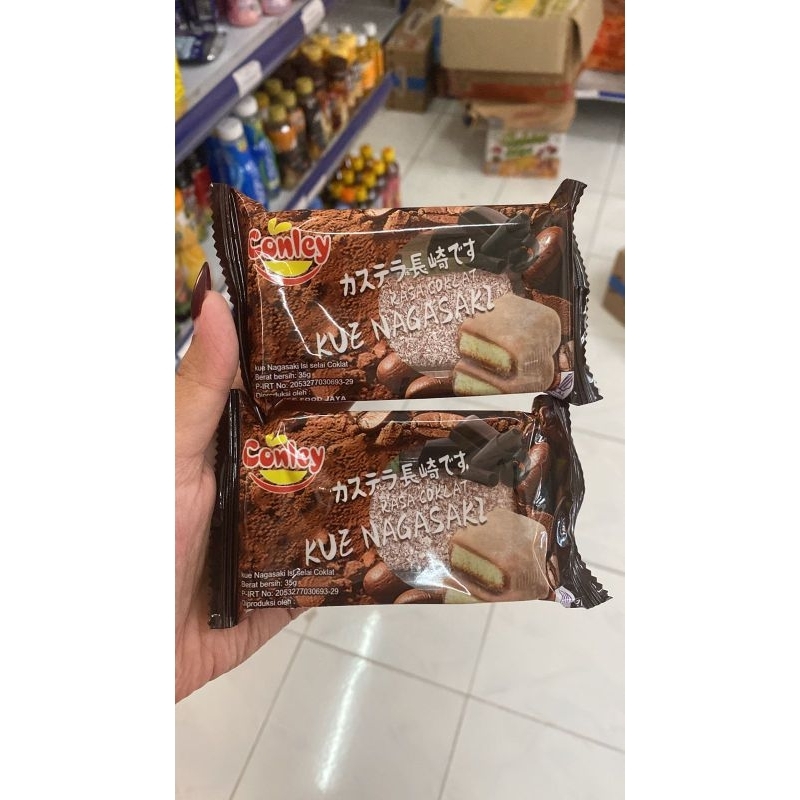 Conley
カステラ長崎です
RASA COKLAT
KUE NAGASAKI
kue Nagasaki Isi selai Coklat
Berat bersih: 35g
P-IRT No: 2053277030693-29
Diproduksi oleh :
FOOD JAYA
Conley
カステラ長崎です
RASA COKLAT
KUE NAGASAKI
kue Nagasaki Isi selai Coklat
Berat bersih: 35g
P-IRT No: 2053277030693-29
Diproduksi oleh :